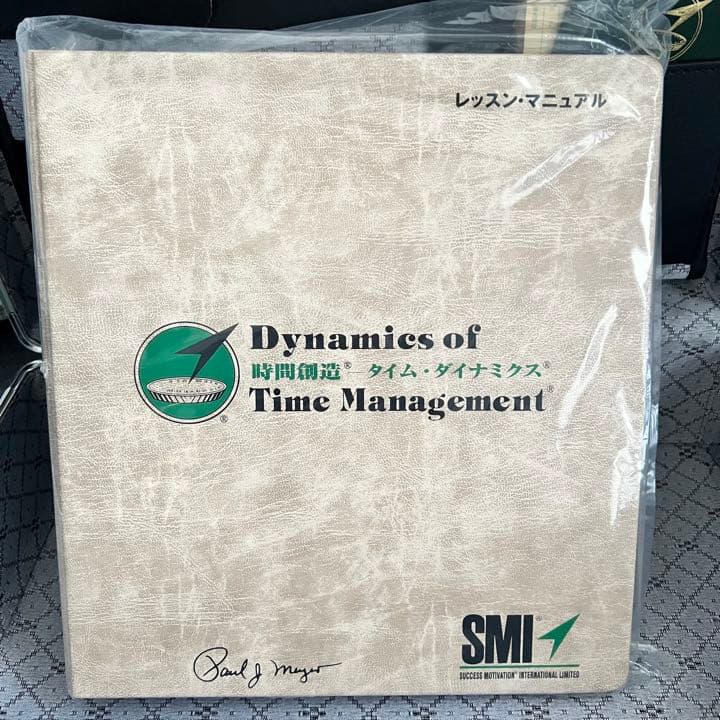 レッスン・マニュアル
Dynamics of
時間創造® タイム・ダイナミクス®
Time Management®
®
Paul J. Meyer
SMI®
SUCCESS MOTIVATION® INTERNATIONAL LIMITED